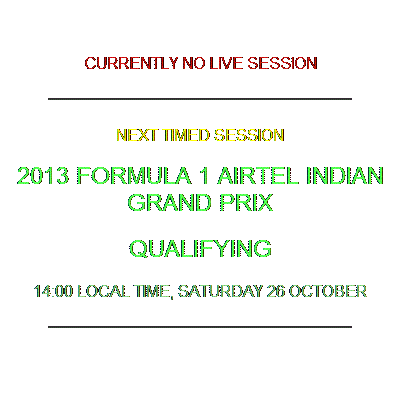 CURRENTLY NO LIVE SESSION
NEXT TIMED SESSION
2013 FORMULA 1 AIRTEL INDIAN
GRAND PRIX
QUALIFYING
14:00 LOCAL TIME, SATURDAY 26 OCTOBER